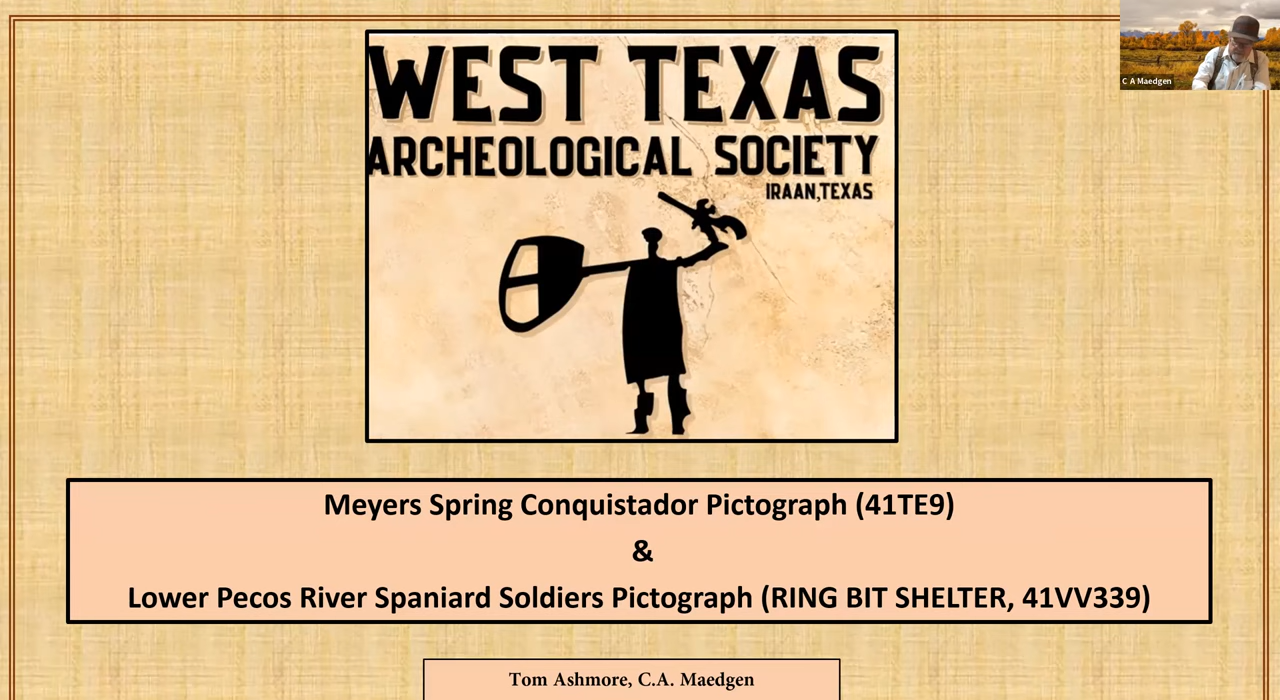 WEST TEXAS
ARCHEOLOGICAL SOCIETY
IRAAN,TEXAS
C A Maedgen
Meyers Spring Conquistador Pictograph (41TE9)
&
Lower Pecos River Spaniard Soldiers Pictograph (RING BIT SHELTER, 41VV339)
Tom Ashmore, C.A. Maedgen